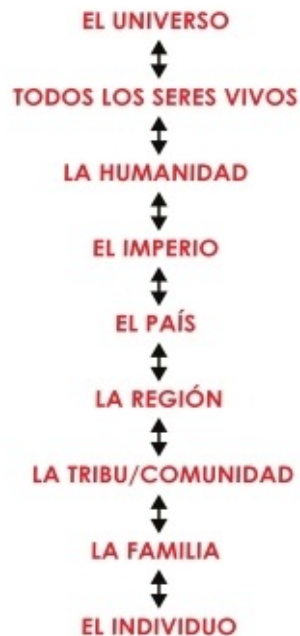 EL UNIVERSO
TODOS LOS SERES VIVOS
LA HUMANIDAD
EL IMPERIO
EL PAÍS
LA REGIÓN
LA TRIBU/COMUNIDAD
LA FAMILIA
EL INDIVIDUO